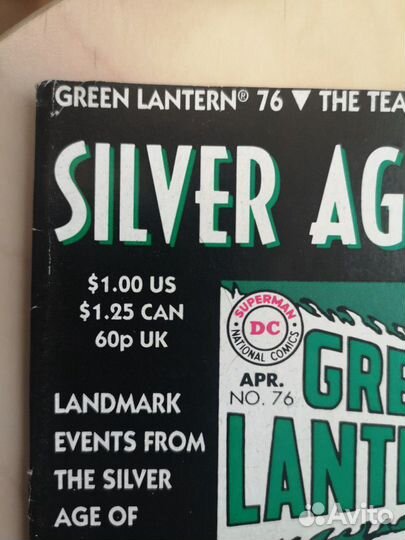 GREEN LANTERN® 76 ▼ THE TEA
SILVER AG
$1.00 US
$1.25 CAN
60p UK
LANDMARK
EVENTS FROM
THE SILVER
AGE OF
SUPERMAN
DC
NATIONAL COMICS
APR.
NO. 76
GRE
LANTE
Avito